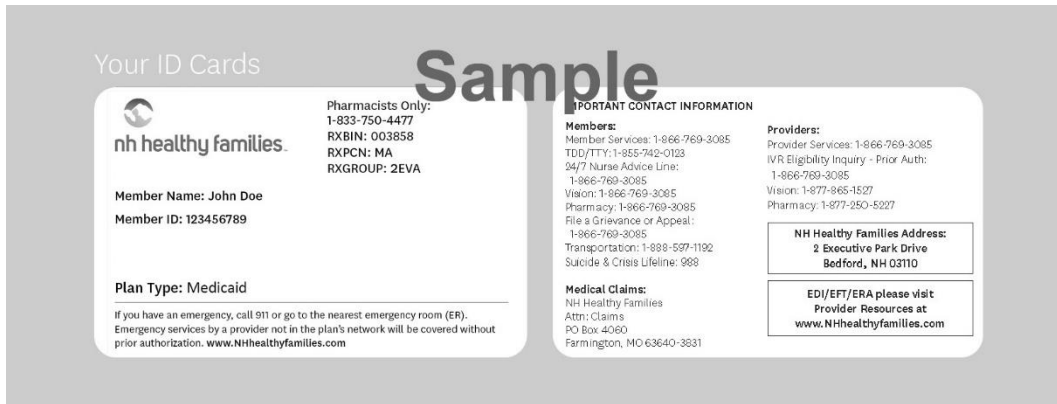 Your ID Cards
Sample
nh healthy families
Pharmacists Only:
1-833-750-4477
RXBIN: 003858
RXPCN: MA
RXGROUP: 2EVA
Member Name: John Doe
Member ID: 123456789
Plan Type: Medicaid
If you have an emergency, call 911 or go to the nearest emergency room (ER).
Emergency services by a provider not in the plan's network will be covered without
prior authorization. www.NHhealthyfamilies.com
IMPORTANT CONTACT INFORMATION
Members:
Member Services: 1-866-769-3085
TDD/TTY: 1-855-742-0123
24/7 Nurse Advice Line:
1-866-769-3085
Vision: 1-866-769-3085
Pharmacy: 1-866-769-3085
File a Grievance or Appeal:
1-866-769-3085
Transportation: 1-888-597-1192
Suicide & Crisis Lifeline: 988
Medical Claims:
NH Healthy Families
Attn: Claims
PO Box 4060
Farmington, MO 63640-3831
Providers:
Provider Services: 1-866-769-3085
IVR Eligibility Inquiry - Prior Auth:
1-866-769-3085
Vision: 1-877-865-1527
Pharmacy: 1-877-250-5227
NH Healthy Families Address:
2 Executive Park Drive
Bedford, NH 03110
EDI/EFT/ERA please visit
Provider Resources at
www.NHhealthyfamilies.com